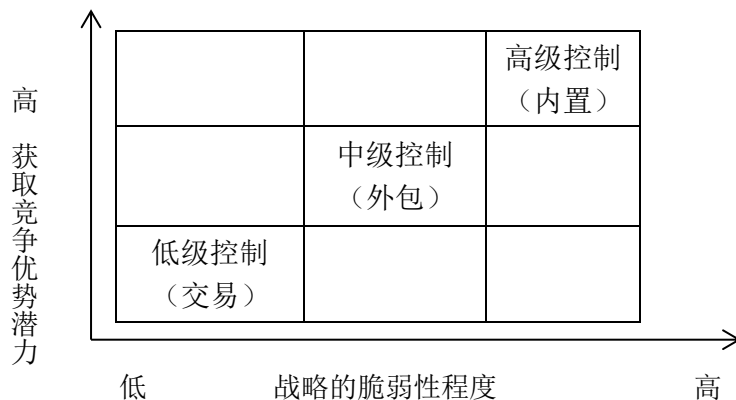 高级控制
（内置）
高 获取竞争优势潜力
中级控制
（外包）
低级控制
（交易）
低 战略的脆弱性程度 高